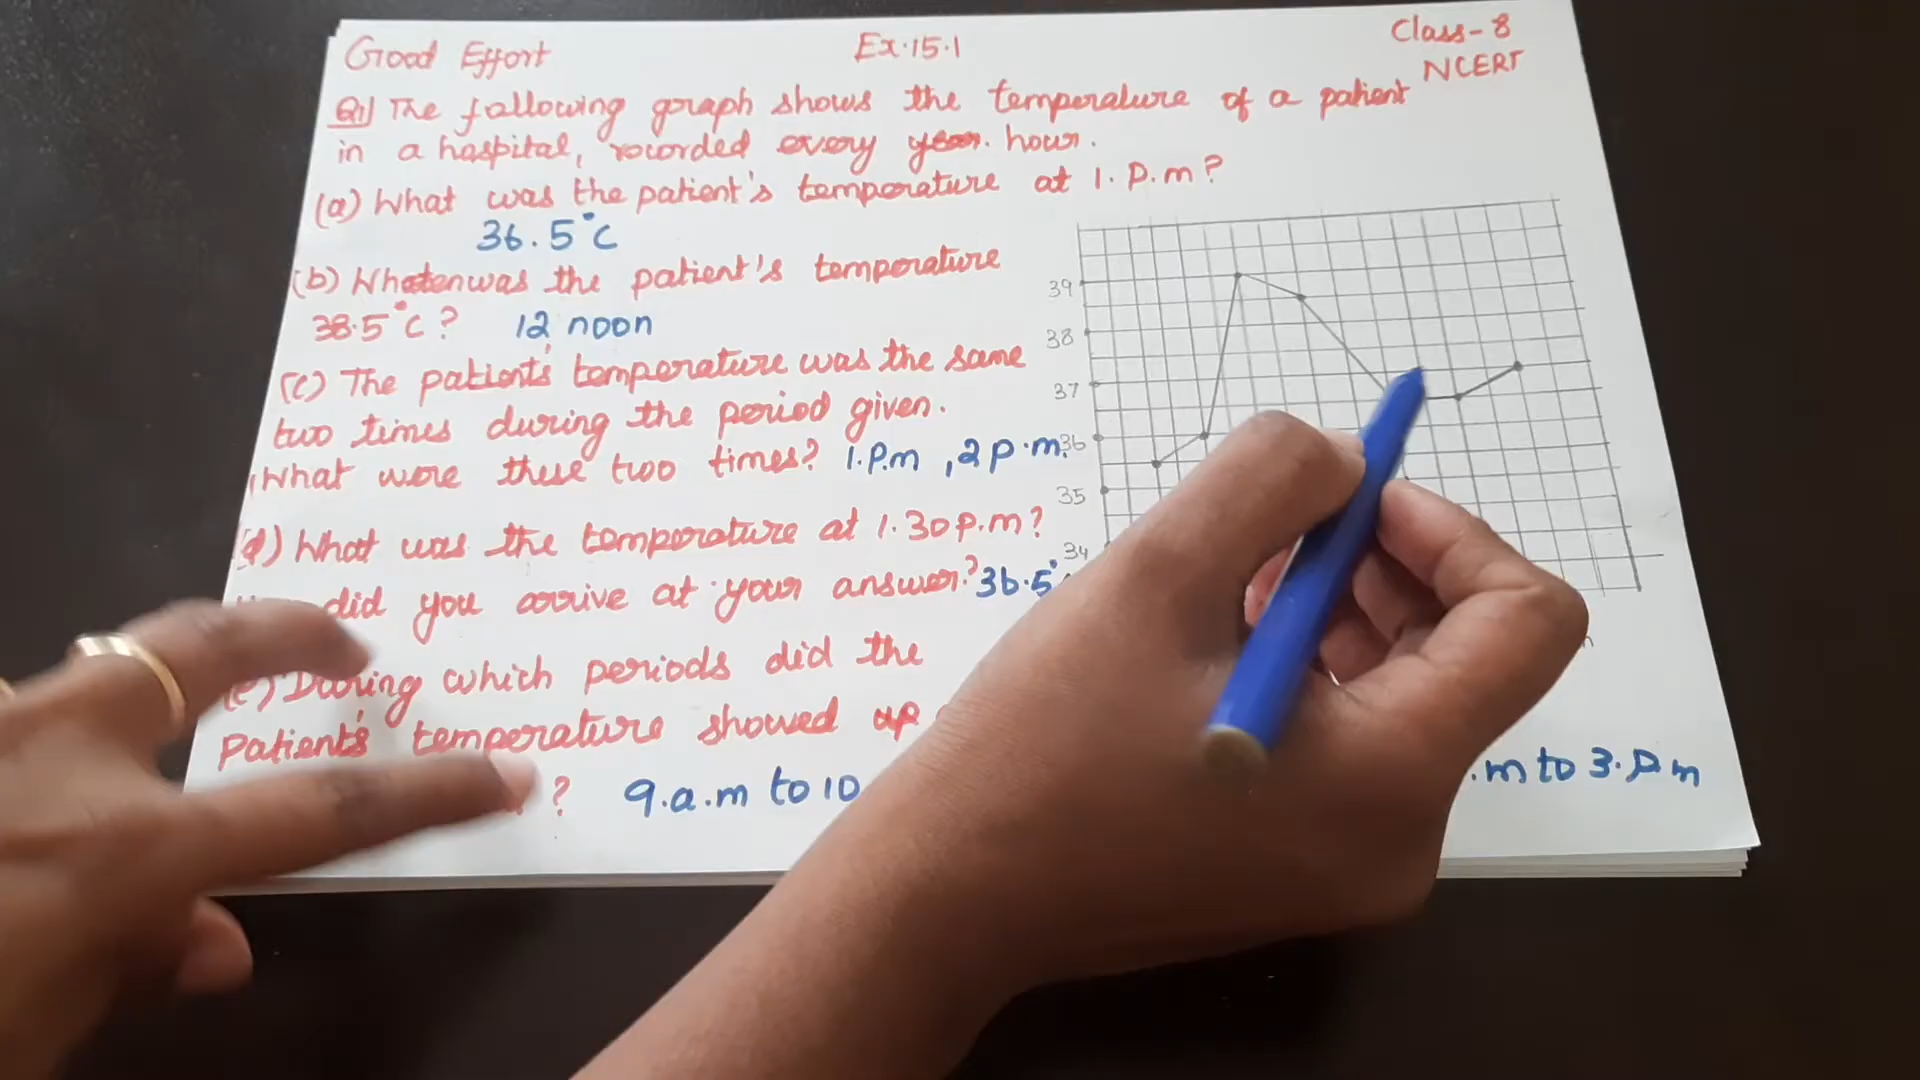 Good Effort
Ex.15.1
Class-8
NCERT
Q1) The following graph shows the temperature of a patient
in a hospital, recorded every year. hour.
(a) What was the patient's temperature at 1.p.m?
36.5°C
(b) When was the patient's temperature
38.5°C? 12 noon
(c) The patient's temperature was the same
two times during the period given.
What were these two times? 1.p.m , 2 p.m.
(d) What was the temperature at 1.30 p.m?
did you arrive at your answer? 36.5°
(e) During which periods did the
Patient's temperature showed up
? 9.a.m to 10
.m to 3.p.m
39
38
37
36
35
34